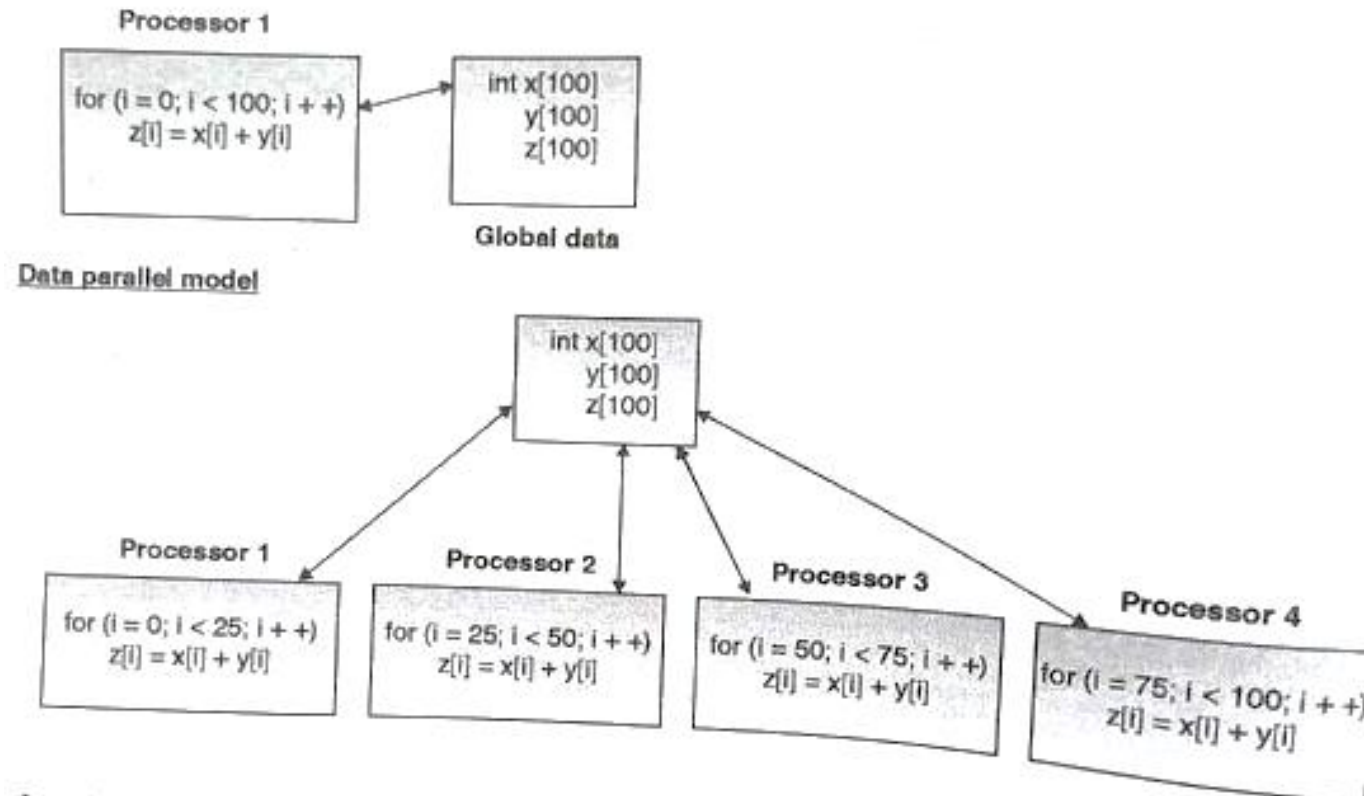 Processor 1
for (i = 0; i < 100; i + +)
z[i] = x[i] + y[i]
int x[100]
y[100]
z[100]
Global data
Data parallel model
int x[100]
y[100]
z[100]
Processor 1
for (i = 0; i < 25; i + +)
z[i] = x[i] + y[i]
Processor 2
for (i = 25; i < 50; i + +)
z[i] = x[i] + y[i]
Processor 3
for (i = 50; i < 75; i + +)
z[i] = x[i] + y[i]
Processor 4
for (i = 75; i < 100; i + +)
z[i] = x[i] + y[i]